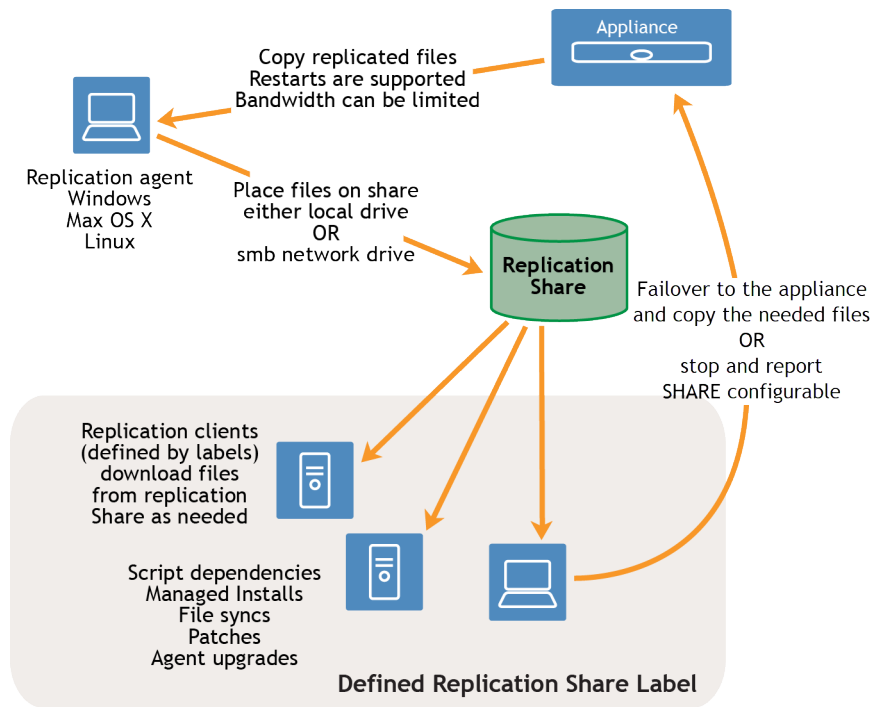 Appliance
Copy replicated files
Restarts are supported
Bandwidth can be limited
Replication agent
Windows
Max OS X
Linux
Place files on share
either local drive
OR
smb network drive
Replication
Share
Failover to the appliance
and copy the needed files
OR
stop and report
SHARE configurable
Replication clients
(defined by labels)
download files
from replication
Share as needed
Script dependencies
Managed Installs
File syncs
Patches
Agent upgrades
Defined Replication Share Label